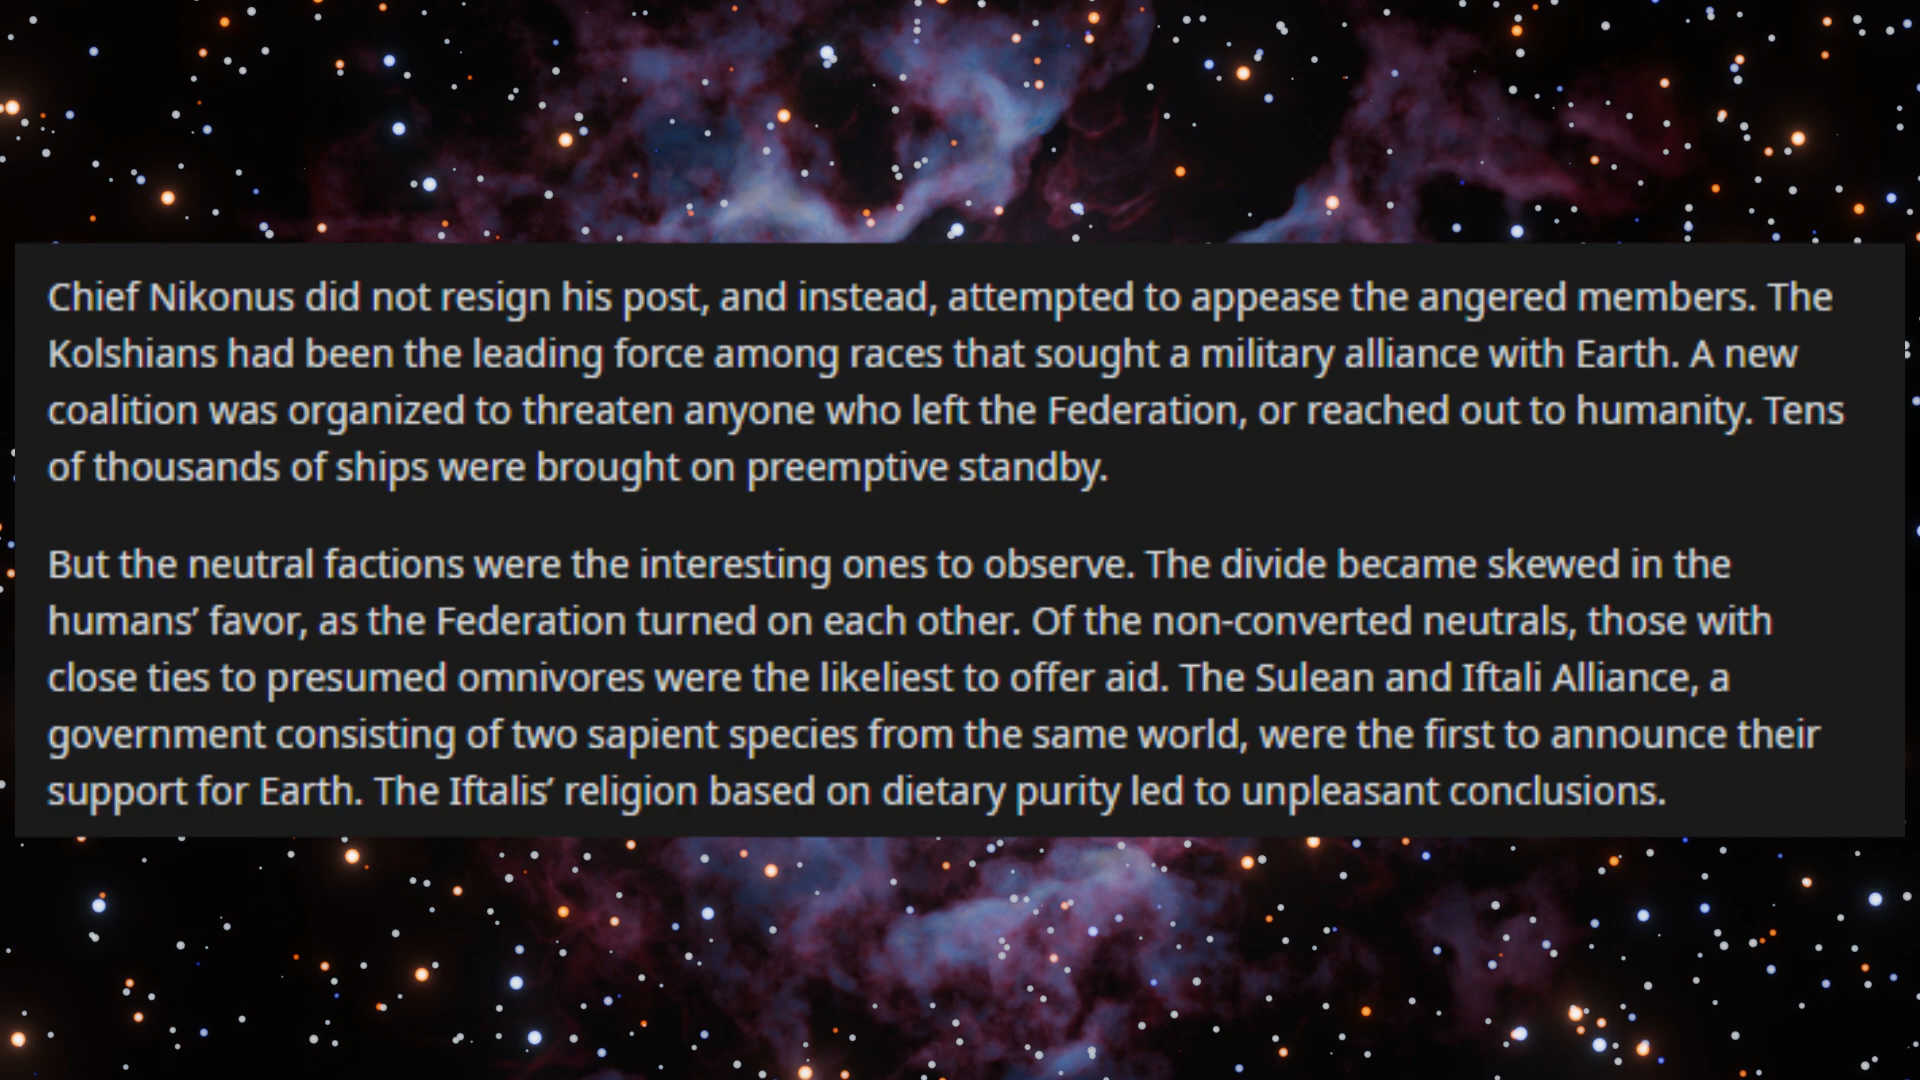 Chief Nikonus did not resign his post, and instead, attempted to appease the angered members. The
Kolshians had been the leading force among races that sought a military alliance with Earth. A new
coalition was organized to threaten anyone who left the Federation, or reached out to humanity. Tens
of thousands of ships were brought on preemptive standby.
But the neutral factions were the interesting ones to observe. The divide became skewed in the
humans’ favor, as the Federation turned on each other. Of the non-converted neutrals, those with
close ties to presumed omnivores were the likeliest to offer aid. The Sulean and Iftali Alliance, a
government consisting of two sapient species from the same world, were the first to announce their
support for Earth. The Iftalis’ religion based on dietary purity led to unpleasant conclusions.